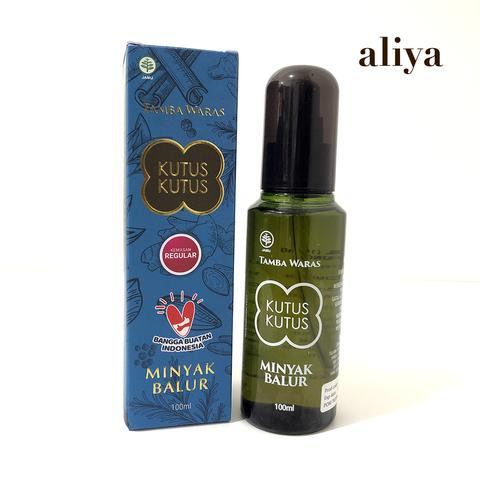 aliya
JAMU
TAMBA WARAS
KUTUS
KUTUS
KEMASAN
REGULAR
BANGGA BUATAN
INDONESIA
MINYAK
BALUR
100ml
JAMU
TAMBA WARAS
KUTUS
KUTUS
MINYAK
BALUR
100ml